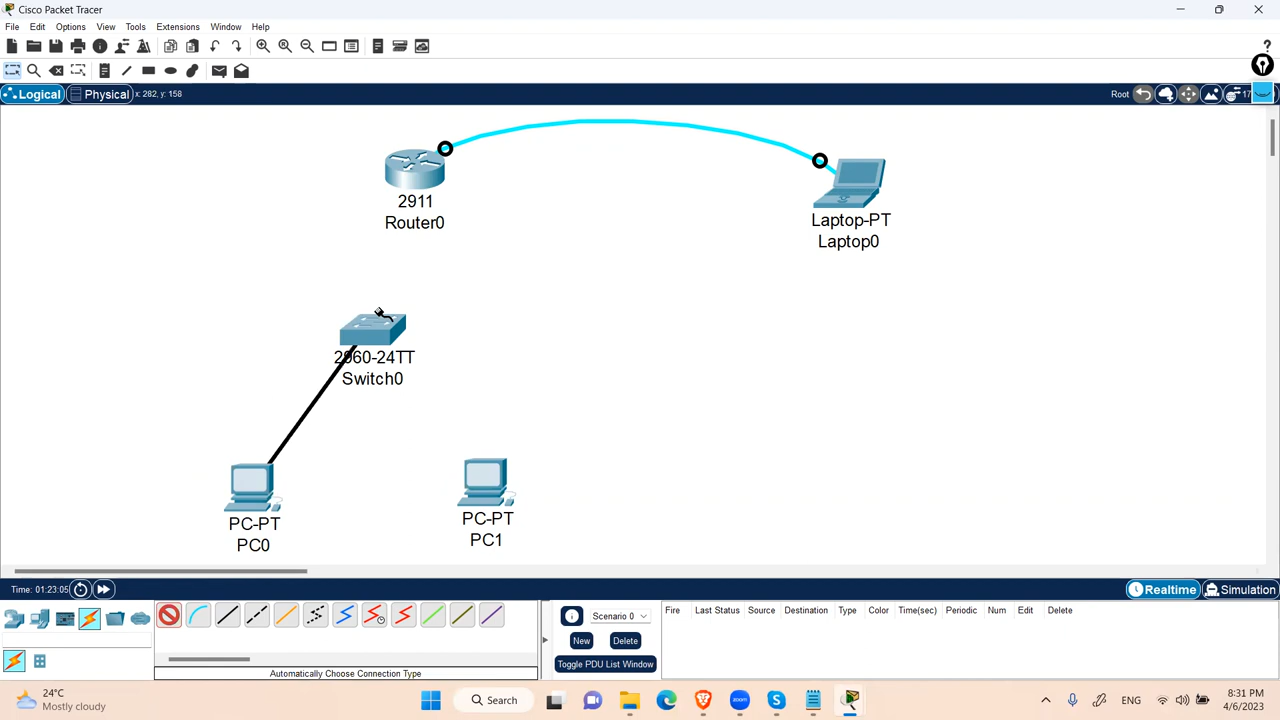 Cisco Packet Tracer
File Edit Options View Tools Extensions Window Help
Logical Physical x: 282, y: 158 Root
2911
Router0
Laptop-PT
Laptop0
2960-24TT
Switch0
PC-PT
PC0
PC-PT
PC1
Time: 01:23:05 Realtime Simulation
Scenario 0
New Delete
Toggle PDU List Window
Fire Last Status Source Destination Type Color Time(sec) Periodic Num Edit Delete
Automatically Choose Connection Type
24°C
Mostly cloudy
Search
zoom
ENG
8:31 PM
4/6/2023